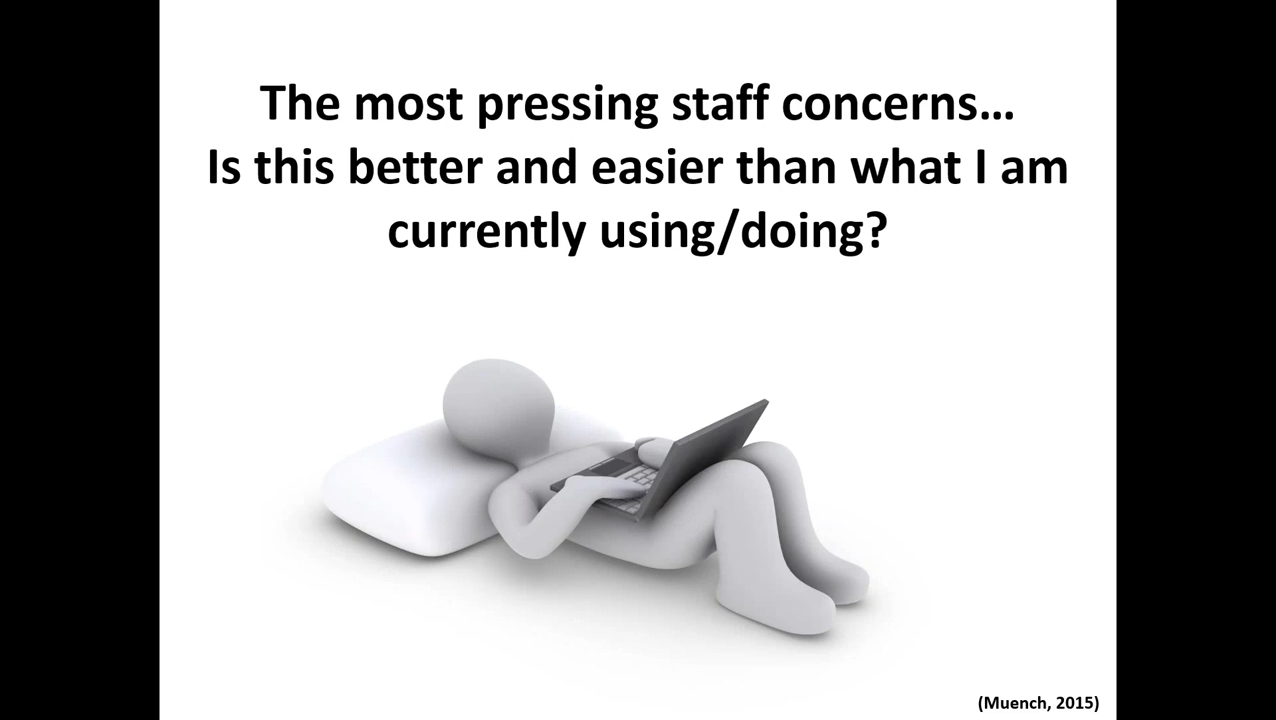 The most pressing staff concerns...
Is this better and easier than what I am
currently using/doing?
(Muench, 2015)